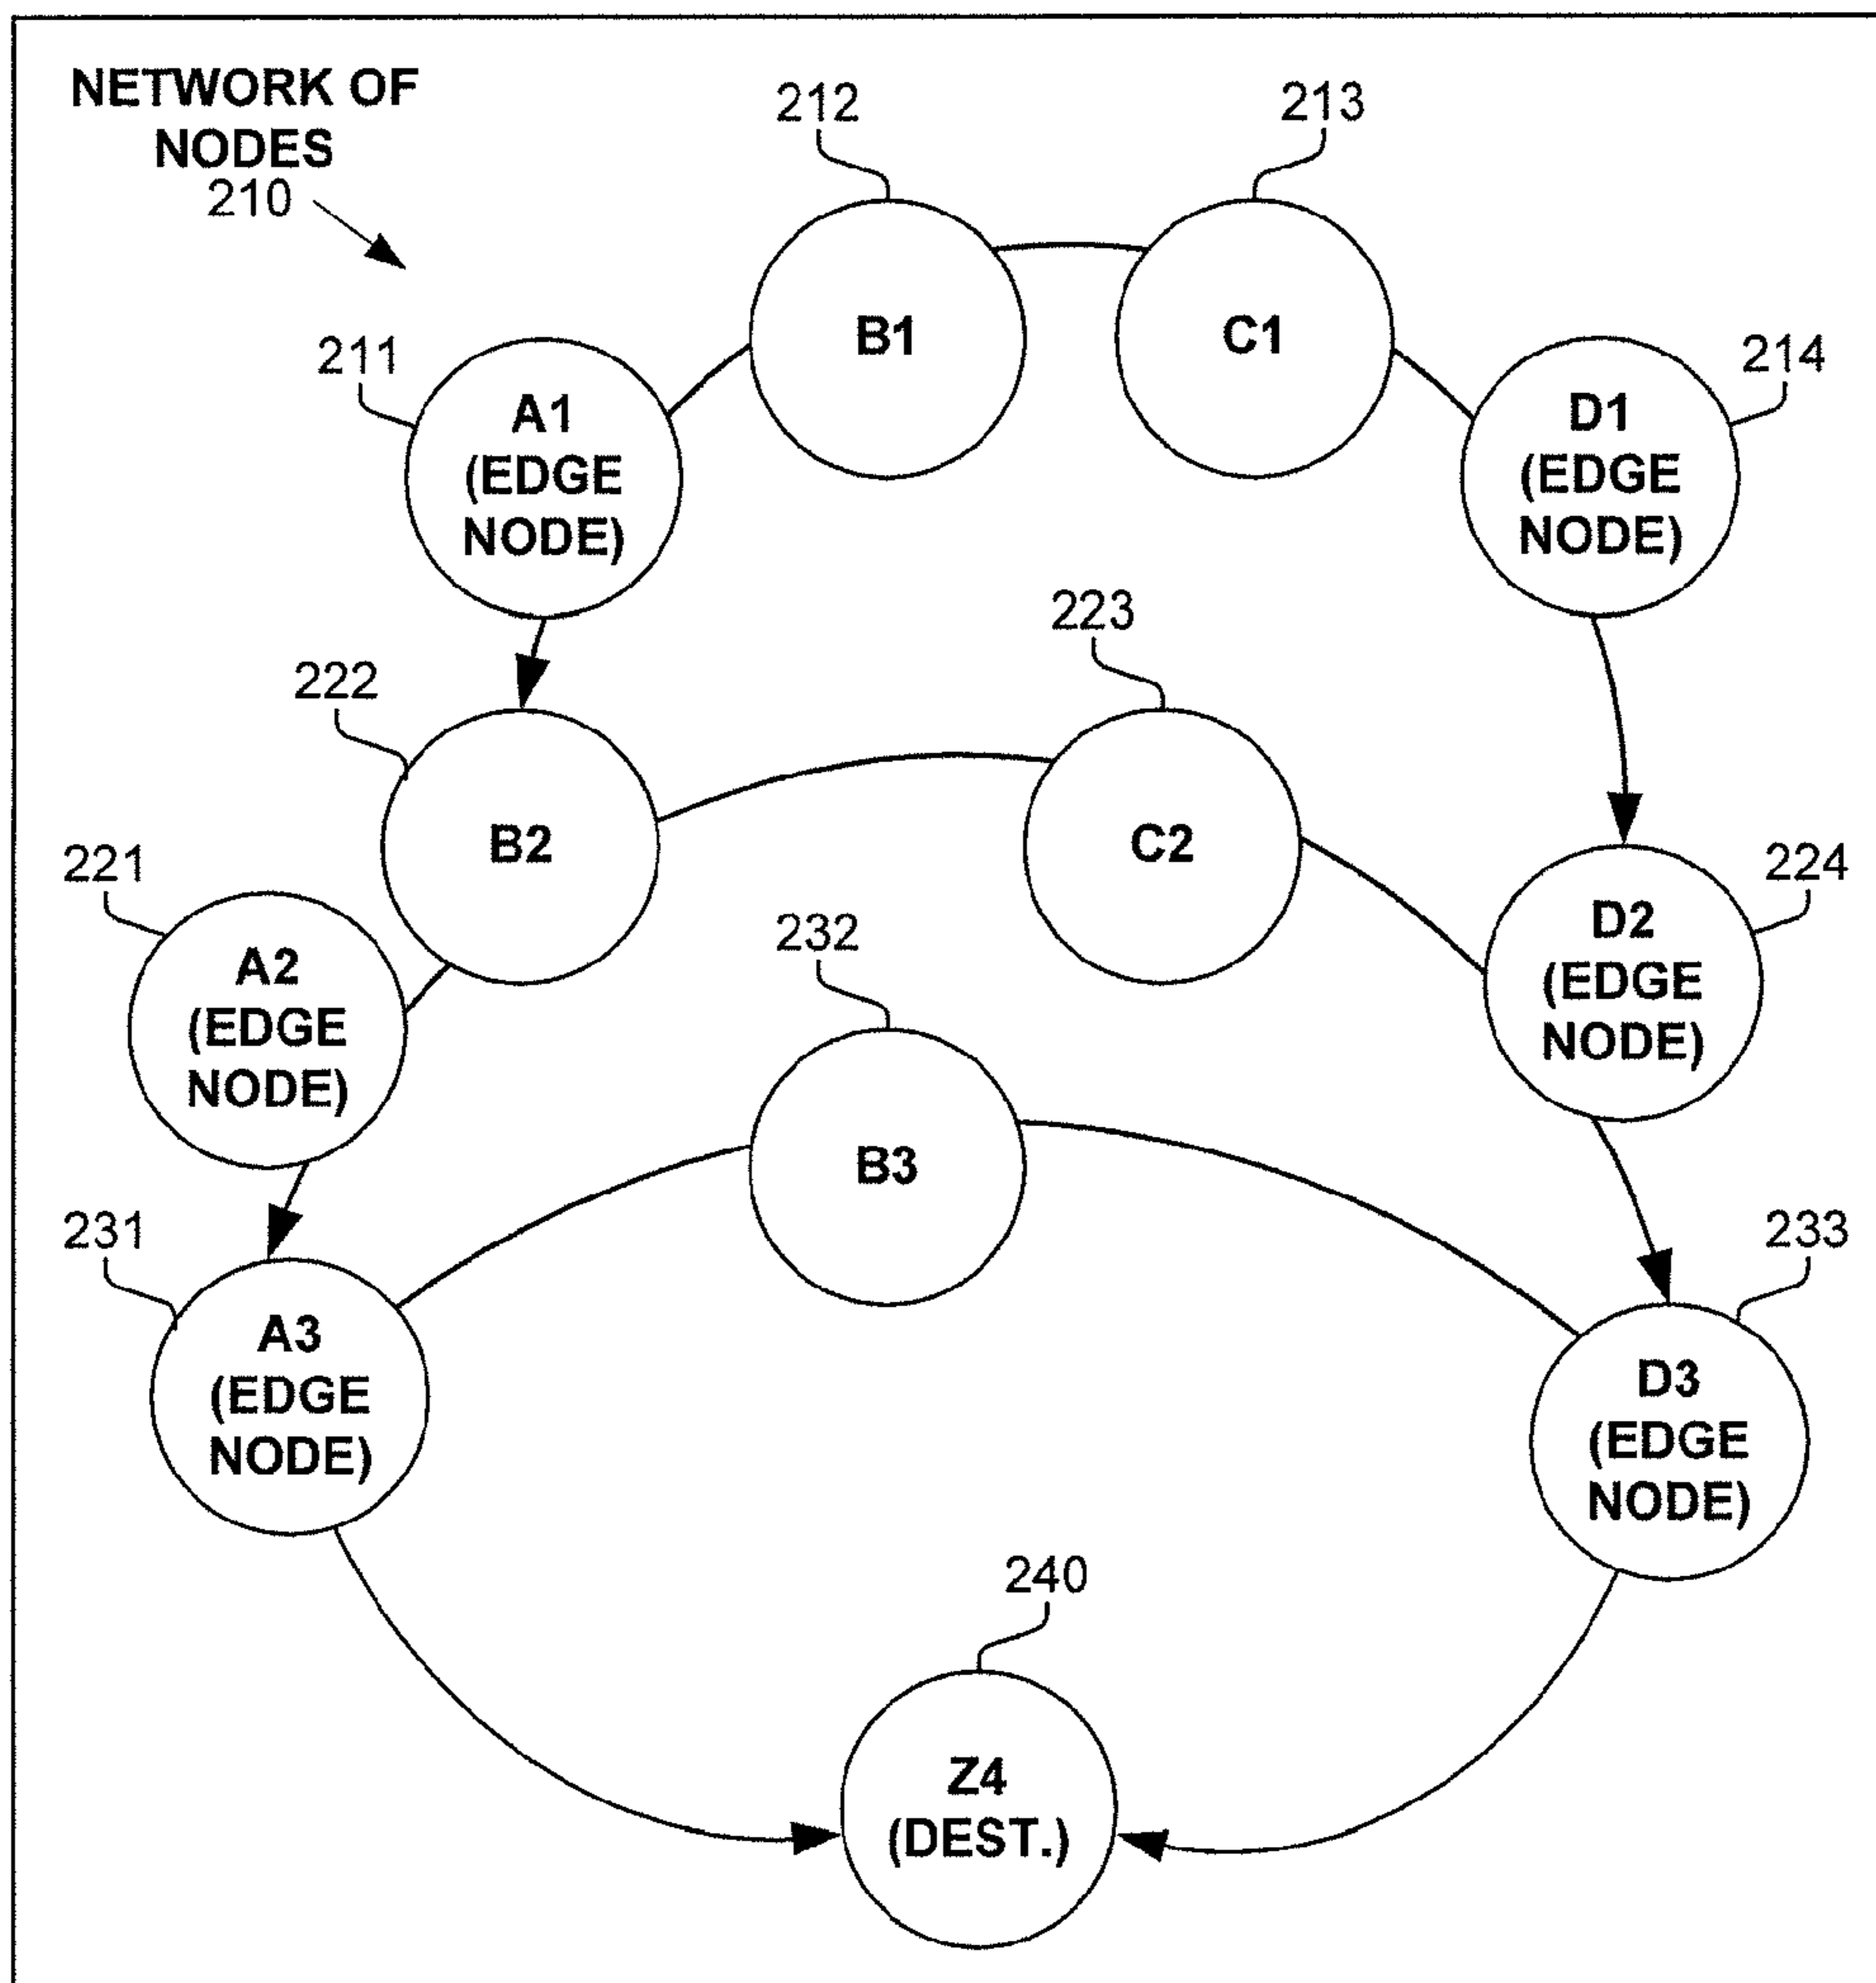 NETWORK OF
NODES
210
212
213
211
214
B1
C1
A1
(EDGE
NODE)
D1
(EDGE
NODE)
222
223
221
224
B2
C2
232
A2
(EDGE
NODE)
D2
(EDGE
NODE)
231
233
B3
A3
(EDGE
NODE)
D3
(EDGE
NODE)
240
Z4
(DEST.)